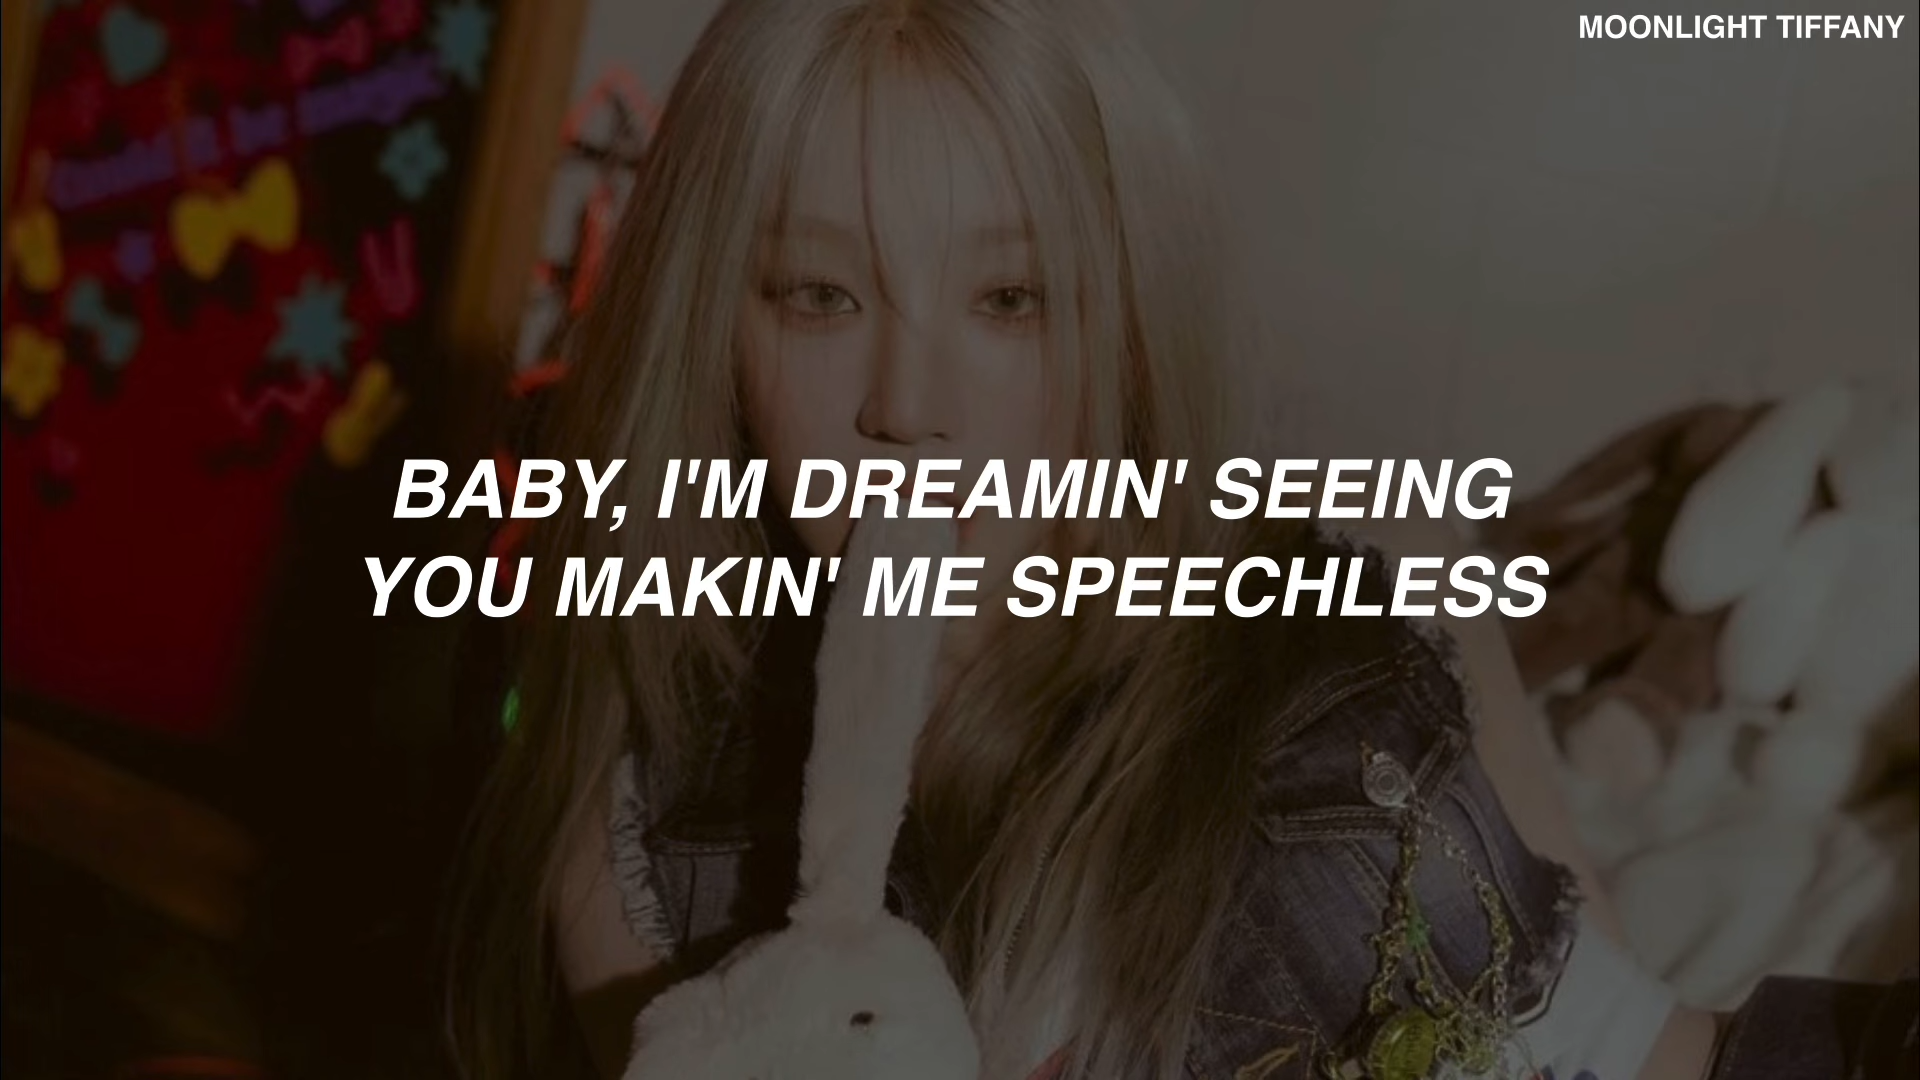 MOONLIGHT TIFFANY
BABY, I'M DREAMIN' SEEING
YOU MAKIN' ME SPEECHLESS